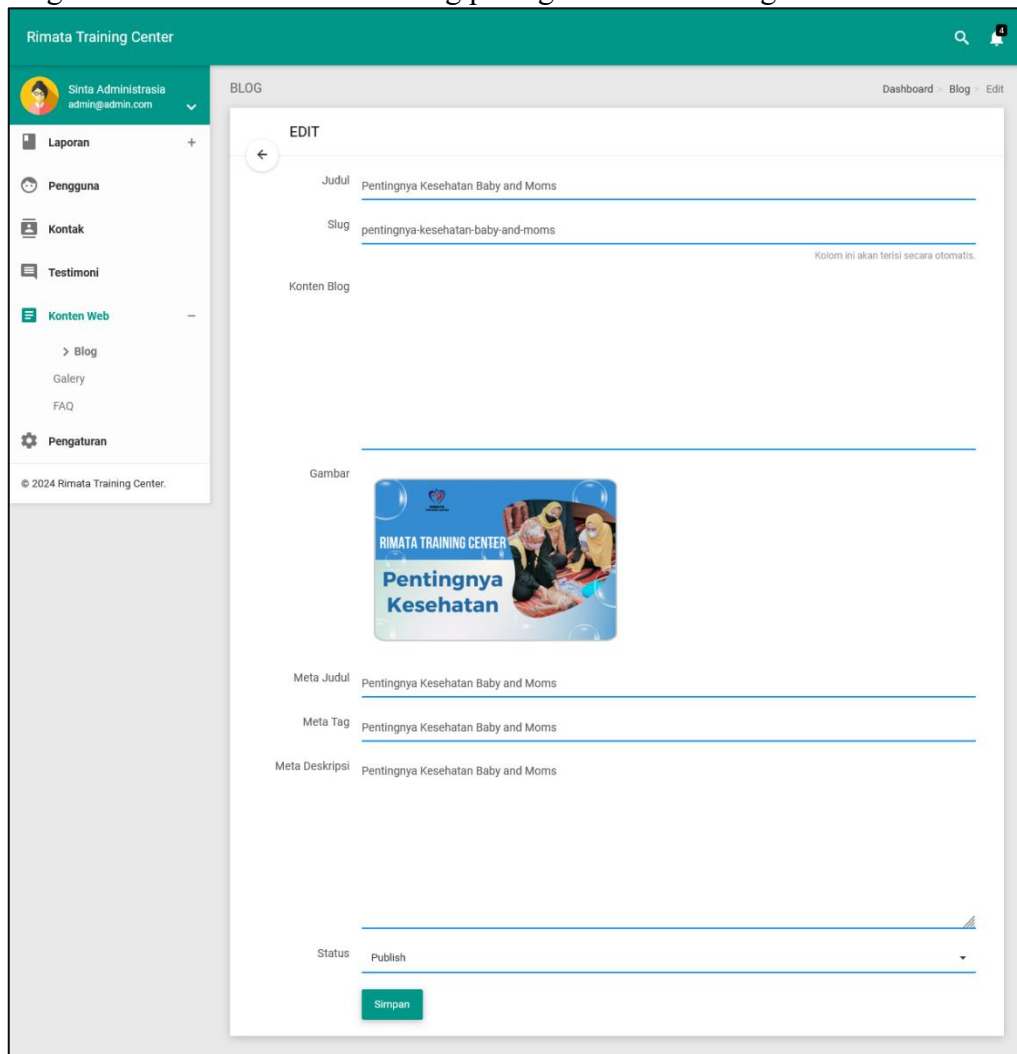 Rimata Training Center
4
Sinta Administrasia
admin@admin.com
Laporan
Pengguna
Kontak
Testimoni
Konten Web
Blog
Galery
FAQ
Pengaturan
© 2024 Rimata Training Center.
BLOG
Dashboard > Blog > Edit
EDIT
Judul Pentingnya Kesehatan Baby and Moms
Slug pentingnya-kesehatan-baby-and-moms
Kolom ini akan terisi secara otomatis.
Konten Blog
Gambar
RIMATA TRAINING CENTER
Pentingnya
Kesehatan
Meta Judul Pentingnya Kesehatan Baby and Moms
Meta Tag Pentingnya Kesehatan Baby and Moms
Meta Deskripsi Pentingnya Kesehatan Baby and Moms
Status Publish
Simpan